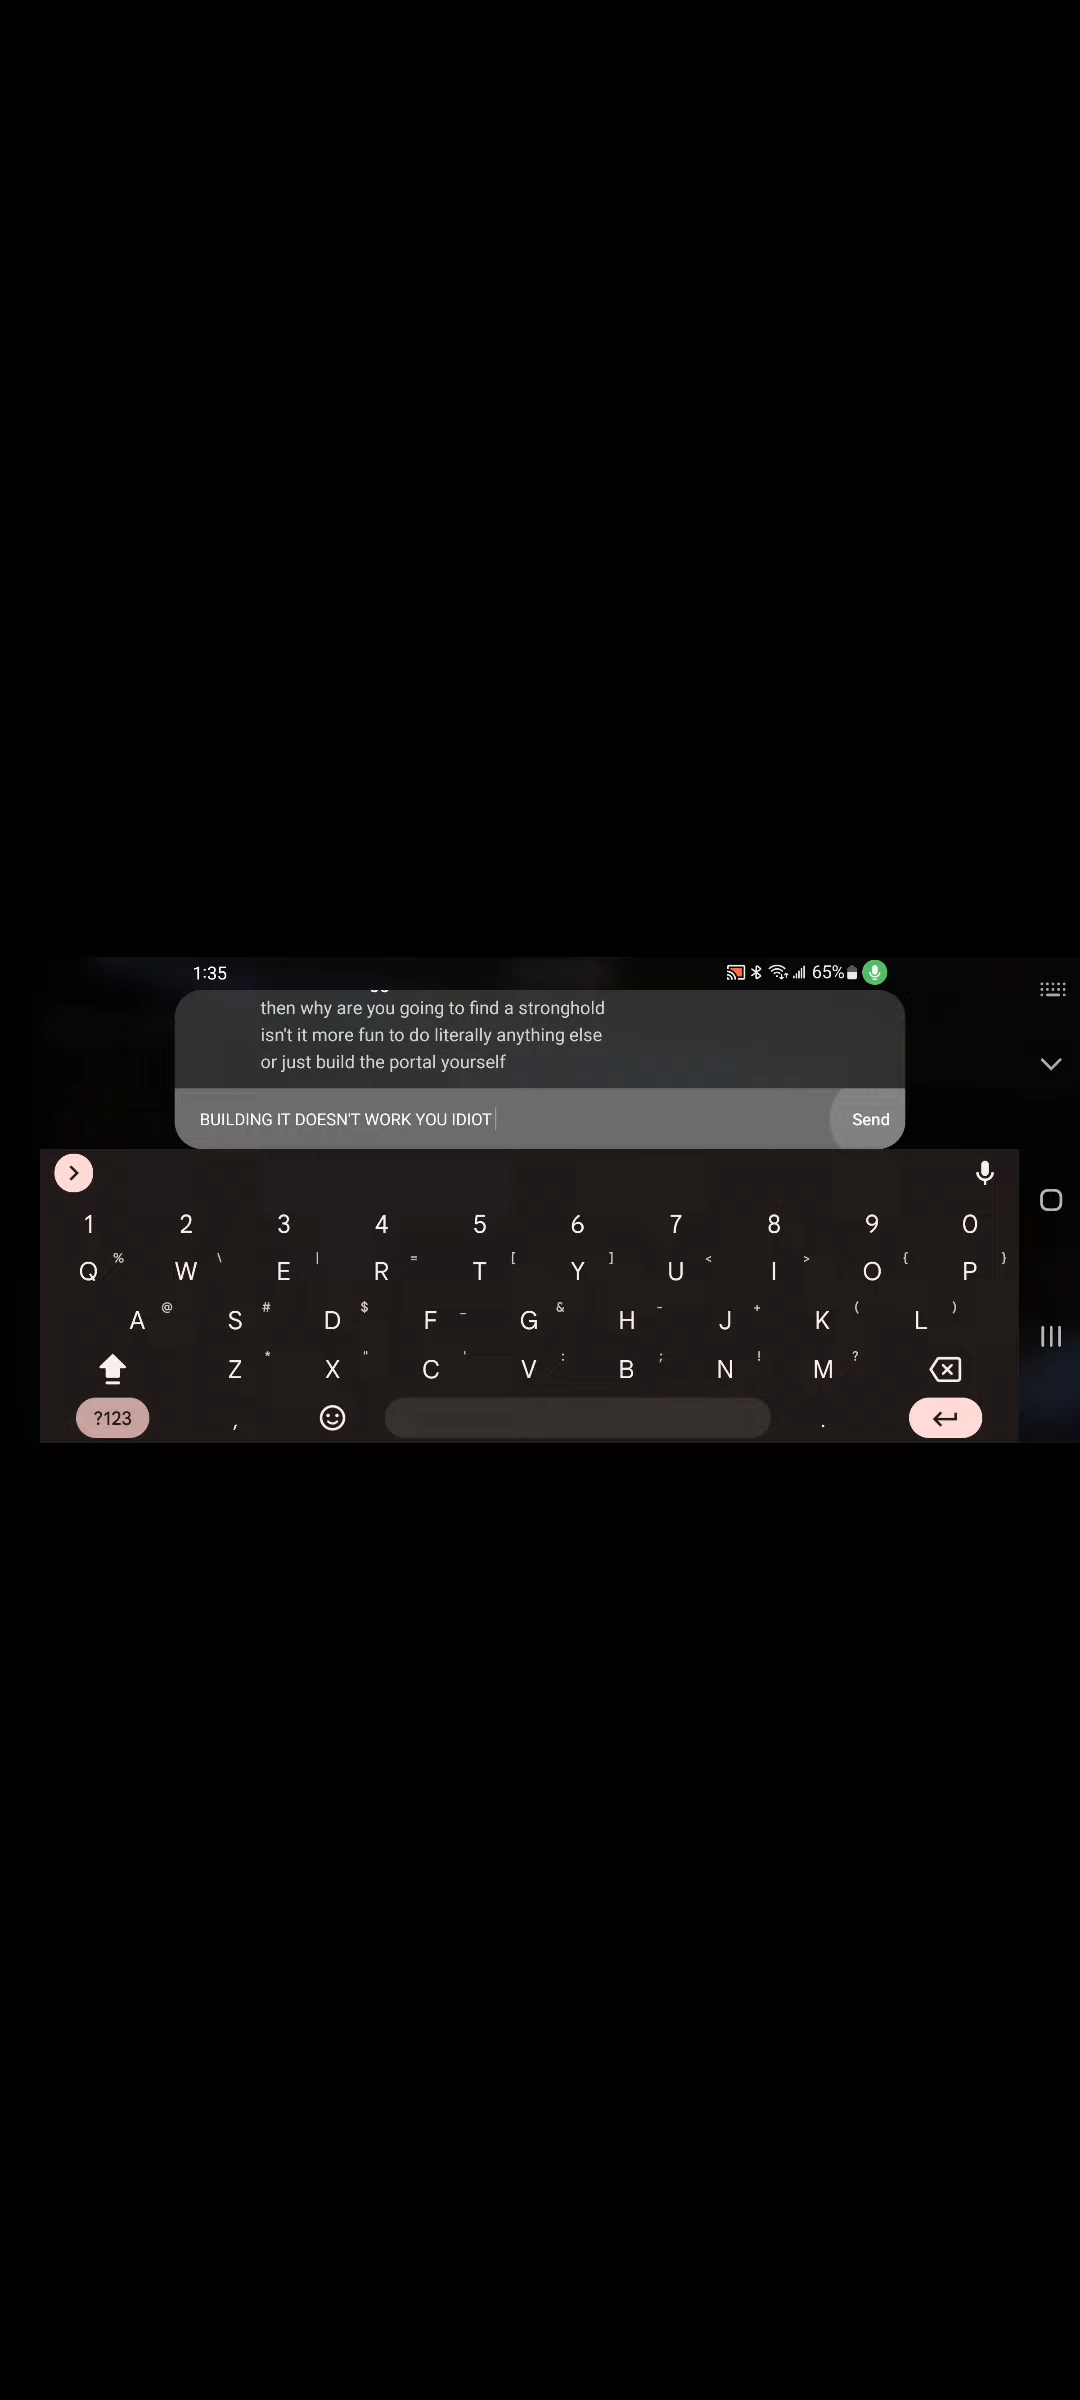 1:35
65%
then why are you going to find a stronghold
isn't it more fun to do literally anything else
or just build the portal yourself
BUILDING IT DOESN'T WORK YOU IDIOT
Send
1 2 3 4 5 6 7 8 9 0
Q % W \ E | R = T [ Y ] U < I > O { P }
A @ S # D $ F _ G & H - J + K ( L )
Z * X " C ' V : B ; N ! M ?
?123 , .